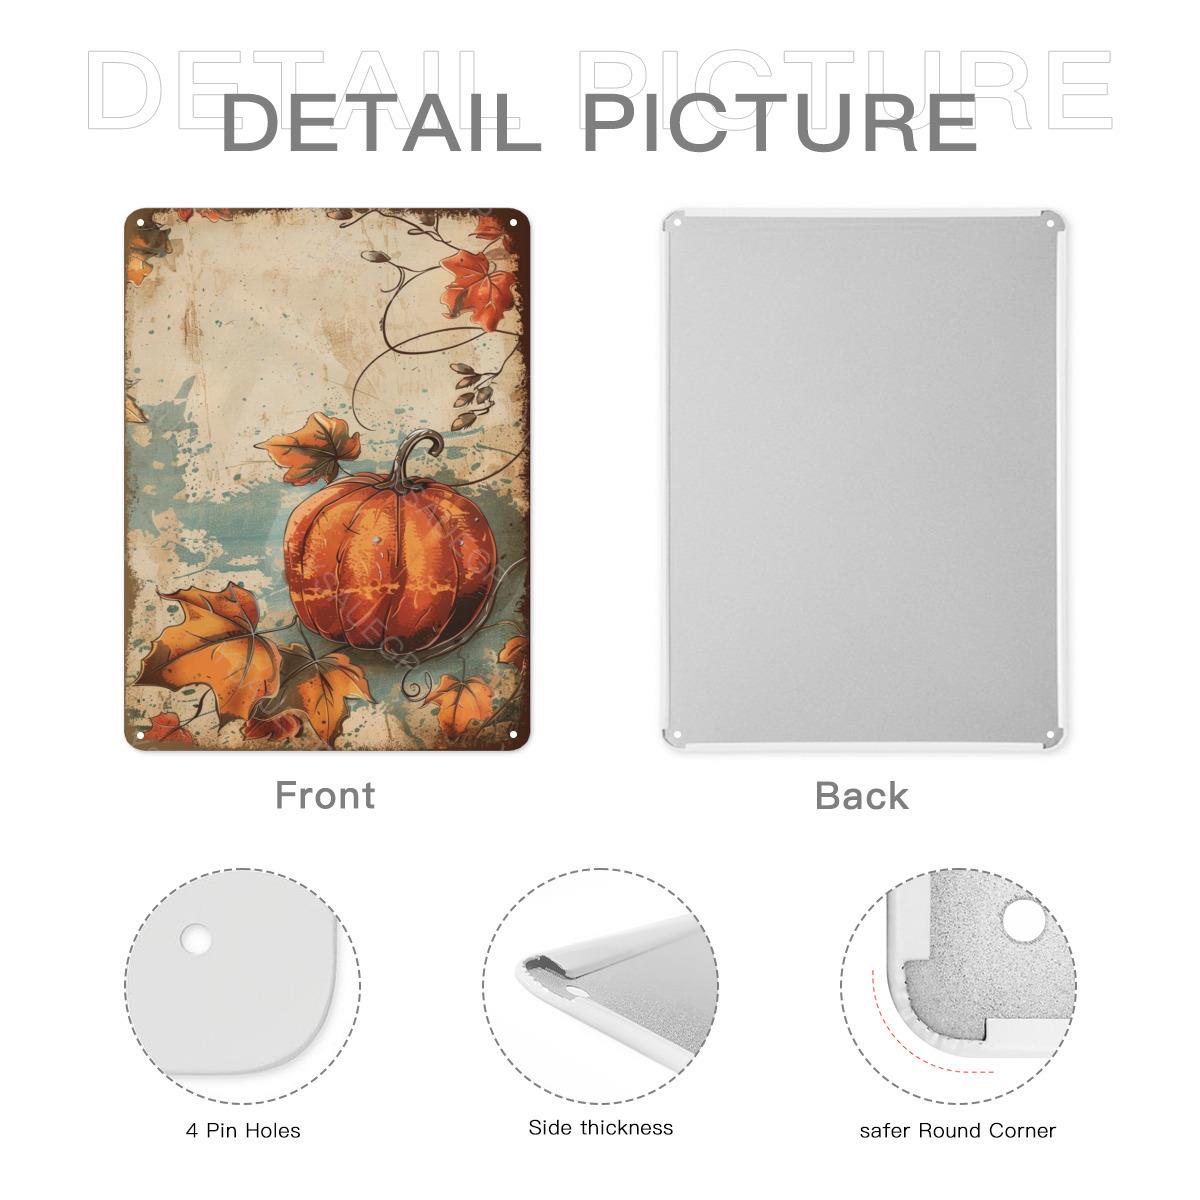 DETAIL PICTURE
DETAIL PICTURE
Front
Back
4 Pin Holes
Side thickness
safer Round Corner